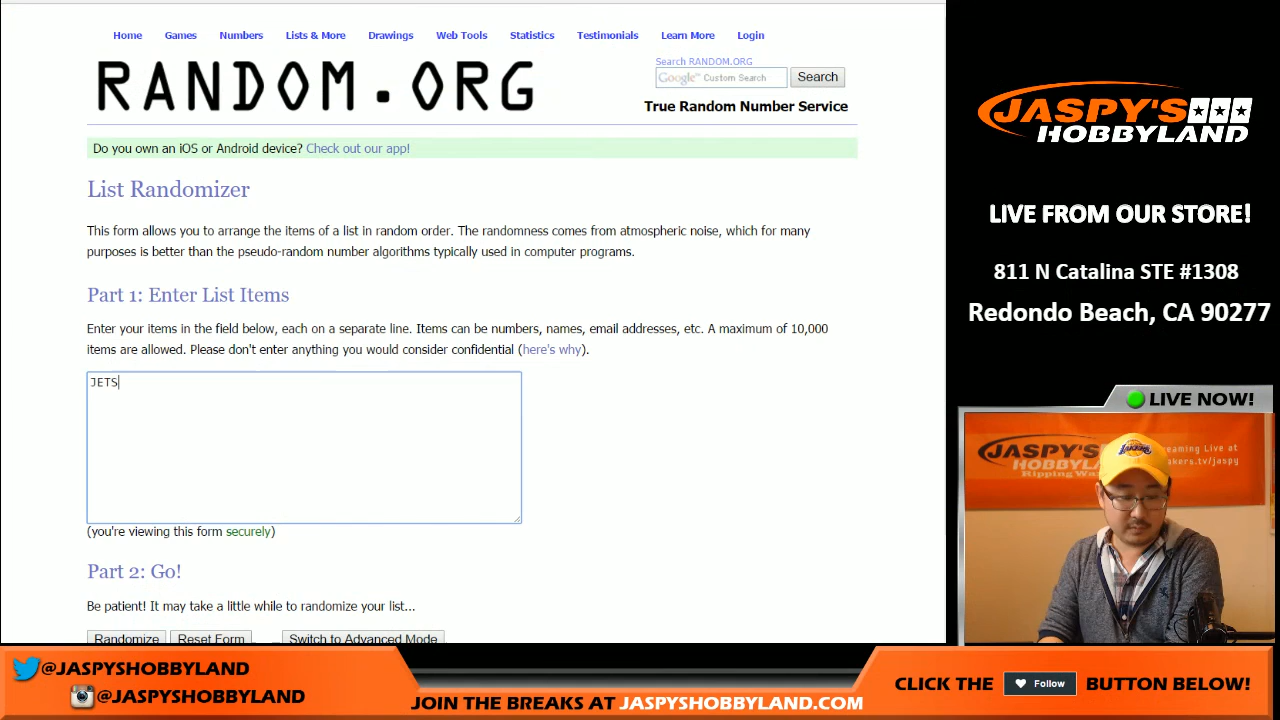 Home Games Numbers Lists & More Drawings Web Tools Statistics Testimonials Learn More Login
RANDOM.ORG
Search RANDOM.ORG
Google™ Custom Search Search
True Random Number Service
Do you own an iOS or Android device? Check out our app!
List Randomizer
This form allows you to arrange the items of a list in random order. The randomness comes from atmospheric noise, which for many
purposes is better than the pseudo-random number algorithms typically used in computer programs.
Part 1: Enter List Items
Enter your items in the field below, each on a separate line. Items can be numbers, names, email addresses, etc. A maximum of 10,000
items are allowed. Please don't enter anything you would consider confidential (here's why).
JETS
(you're viewing this form securely)
Part 2: Go!
Be patient! It may take a little while to randomize your list...
Randomize Reset Form Switch to Advanced Mode
JASPY'S
HOBBYLAND
LIVE FROM OUR STORE!
811 N Catalina STE #1308
Redondo Beach, CA 90277
LIVE NOW!
JASPY'S
Live at
LAKERS
.tv/jaspy
@JASPYSHOBBYLAND
@JASPYSHOBBYLAND
JOIN THE BREAKS AT JASPYSHOBBYLAND.COM
CLICK THE Follow BUTTON BELOW!